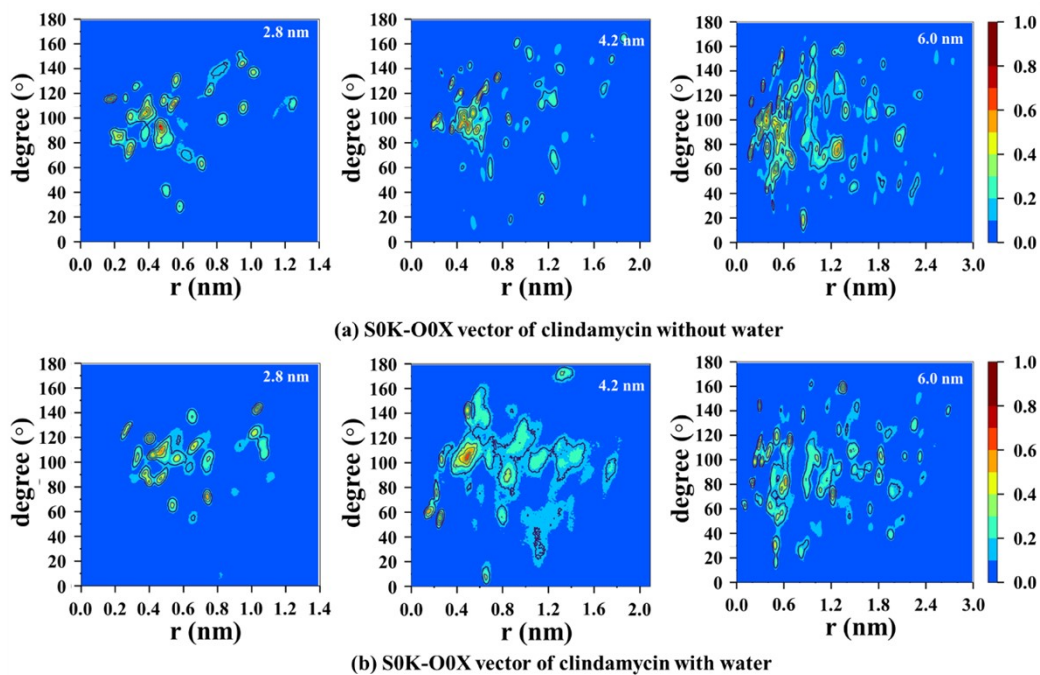 2.8 nm
degree (°)
180
160
140
120
100
80
60
40
20
0
0.0 0.2 0.4 0.6 0.8 1.0 1.2 1.4
r (nm)
4.2 nm
degree (°)
180
160
140
120
100
80
60
40
20
0
0.0 0.4 0.8 1.2 1.6 2.0
r (nm)
6.0 nm
degree (°)
180
160
140
120
100
80
60
40
20
0
0.0 0.6 1.2 1.8 2.4 3.0
r (nm)
1.0
0.8
0.6
0.4
0.2
0.0
(a) S0K-O0X vector of clindamycin without water
2.8 nm
degree (°)
180
160
140
120
100
80
60
40
20
0
0.0 0.2 0.4 0.6 0.8 1.0 1.2 1.4
r (nm)
4.2 nm
degree (°)
180
160
140
120
100
80
60
40
20
0
0.0 0.4 0.8 1.2 1.6 2.0
r (nm)
6.0 nm
degree (°)
180
160
140
120
100
80
60
40
20
0
0.0 0.6 1.2 1.8 2.4 3.0
r (nm)
1.0
0.8
0.6
0.4
0.2
0.0
(b) S0K-O0X vector of clindamycin with water